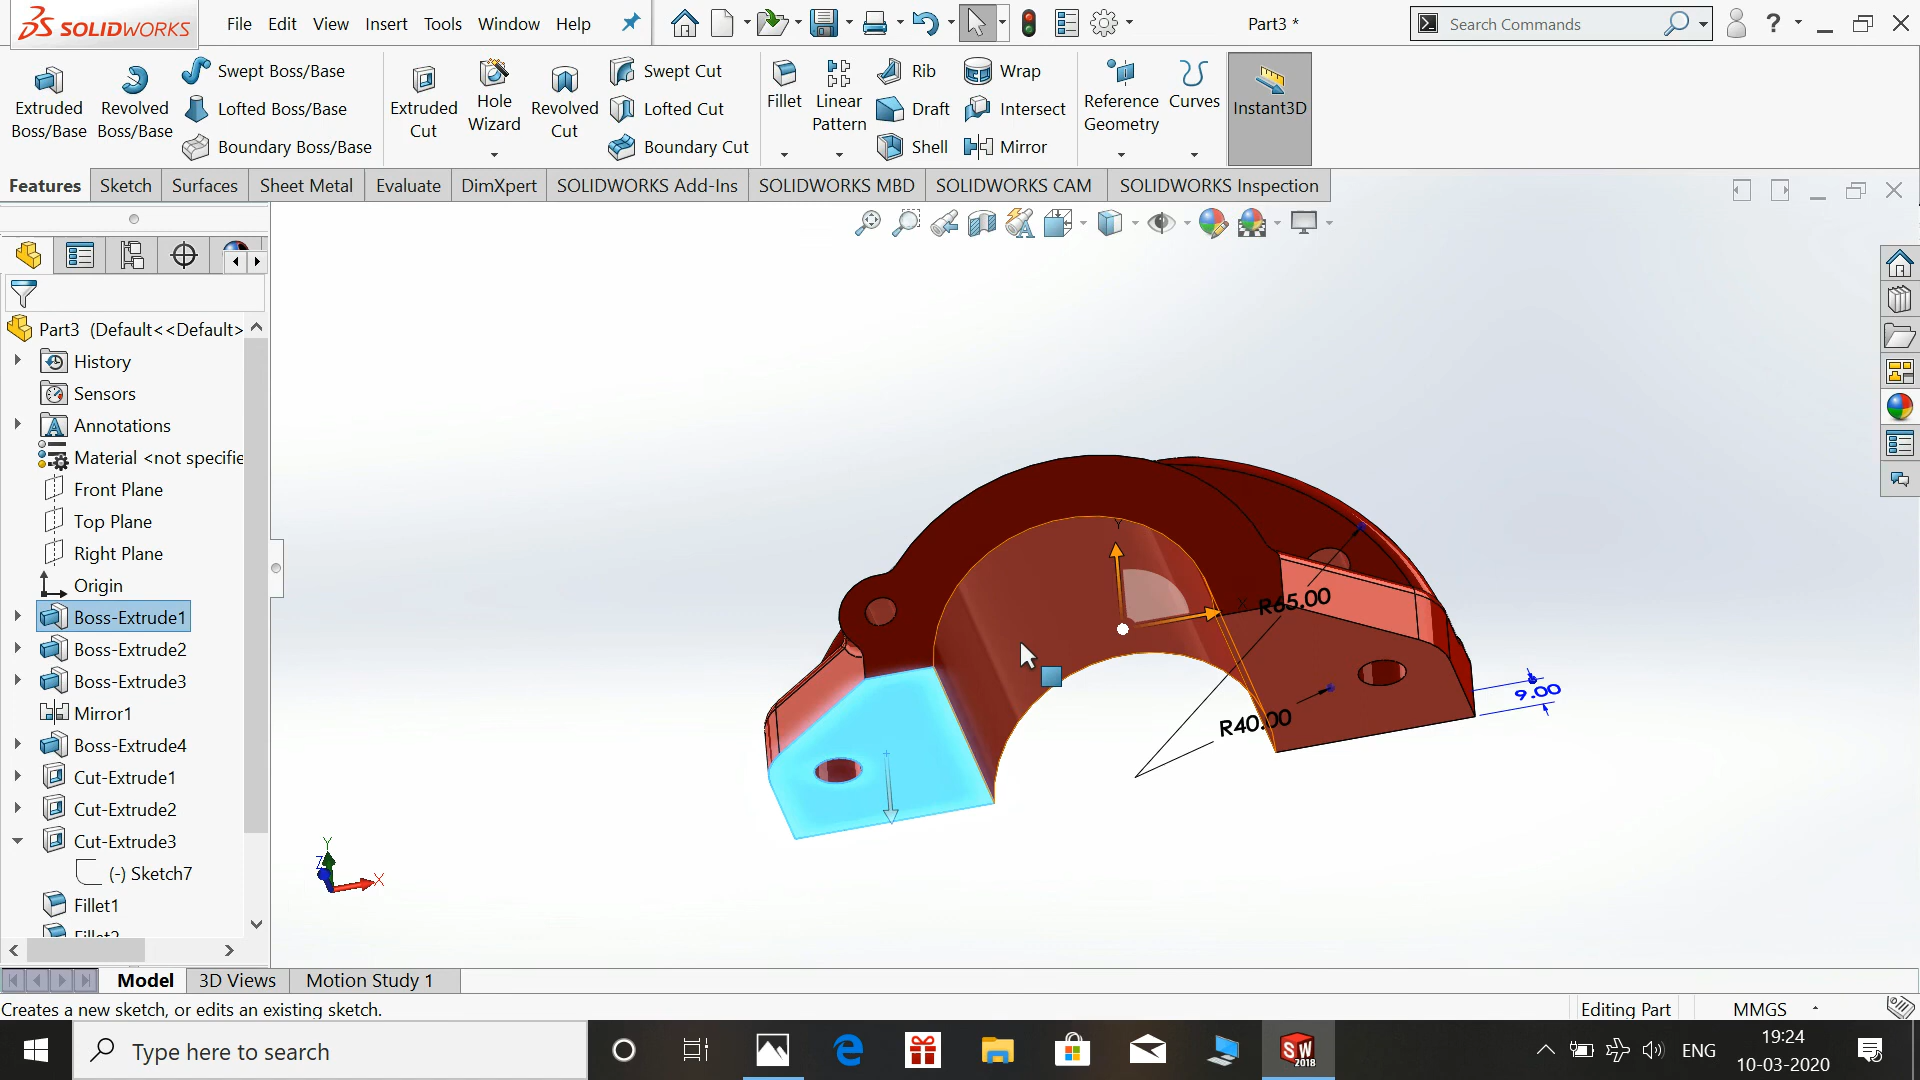 SOLIDWORKS File Edit View Insert Tools Window Help Part3 * Search Commands ?
Extruded Boss/Base
Revolved Boss/Base
Swept Boss/Base
Lofted Boss/Base
Boundary Boss/Base
Extruded Cut
Hole Wizard
Revolved Cut
Swept Cut
Lofted Cut
Boundary Cut
Fillet
Linear Pattern
Rib
Draft
Shell
Wrap
Intersect
Mirror
Reference Geometry
Curves
Instant3D
Features Sketch Surfaces Sheet Metal Evaluate DimXpert SOLIDWORKS Add-Ins SOLIDWORKS MBD SOLIDWORKS CAM SOLIDWORKS Inspection
Part3 (Default<<Default>
History
Sensors
Annotations
Material <not specifie
Front Plane
Top Plane
Right Plane
Origin
Boss-Extrude1
Boss-Extrude2
Boss-Extrude3
Mirror1
Boss-Extrude4
Cut-Extrude1
Cut-Extrude2
Cut-Extrude3
(-) Sketch7
Fillet1
Fillet2
Y
X
R65.00
R40.00
9.00
Y
Z
X
Model 3D Views Motion Study 1
Creates a new sketch, or edits an existing sketch. Editing Part MMGS
Type here to search
SW
2018
ENG
19:24
10-03-2020